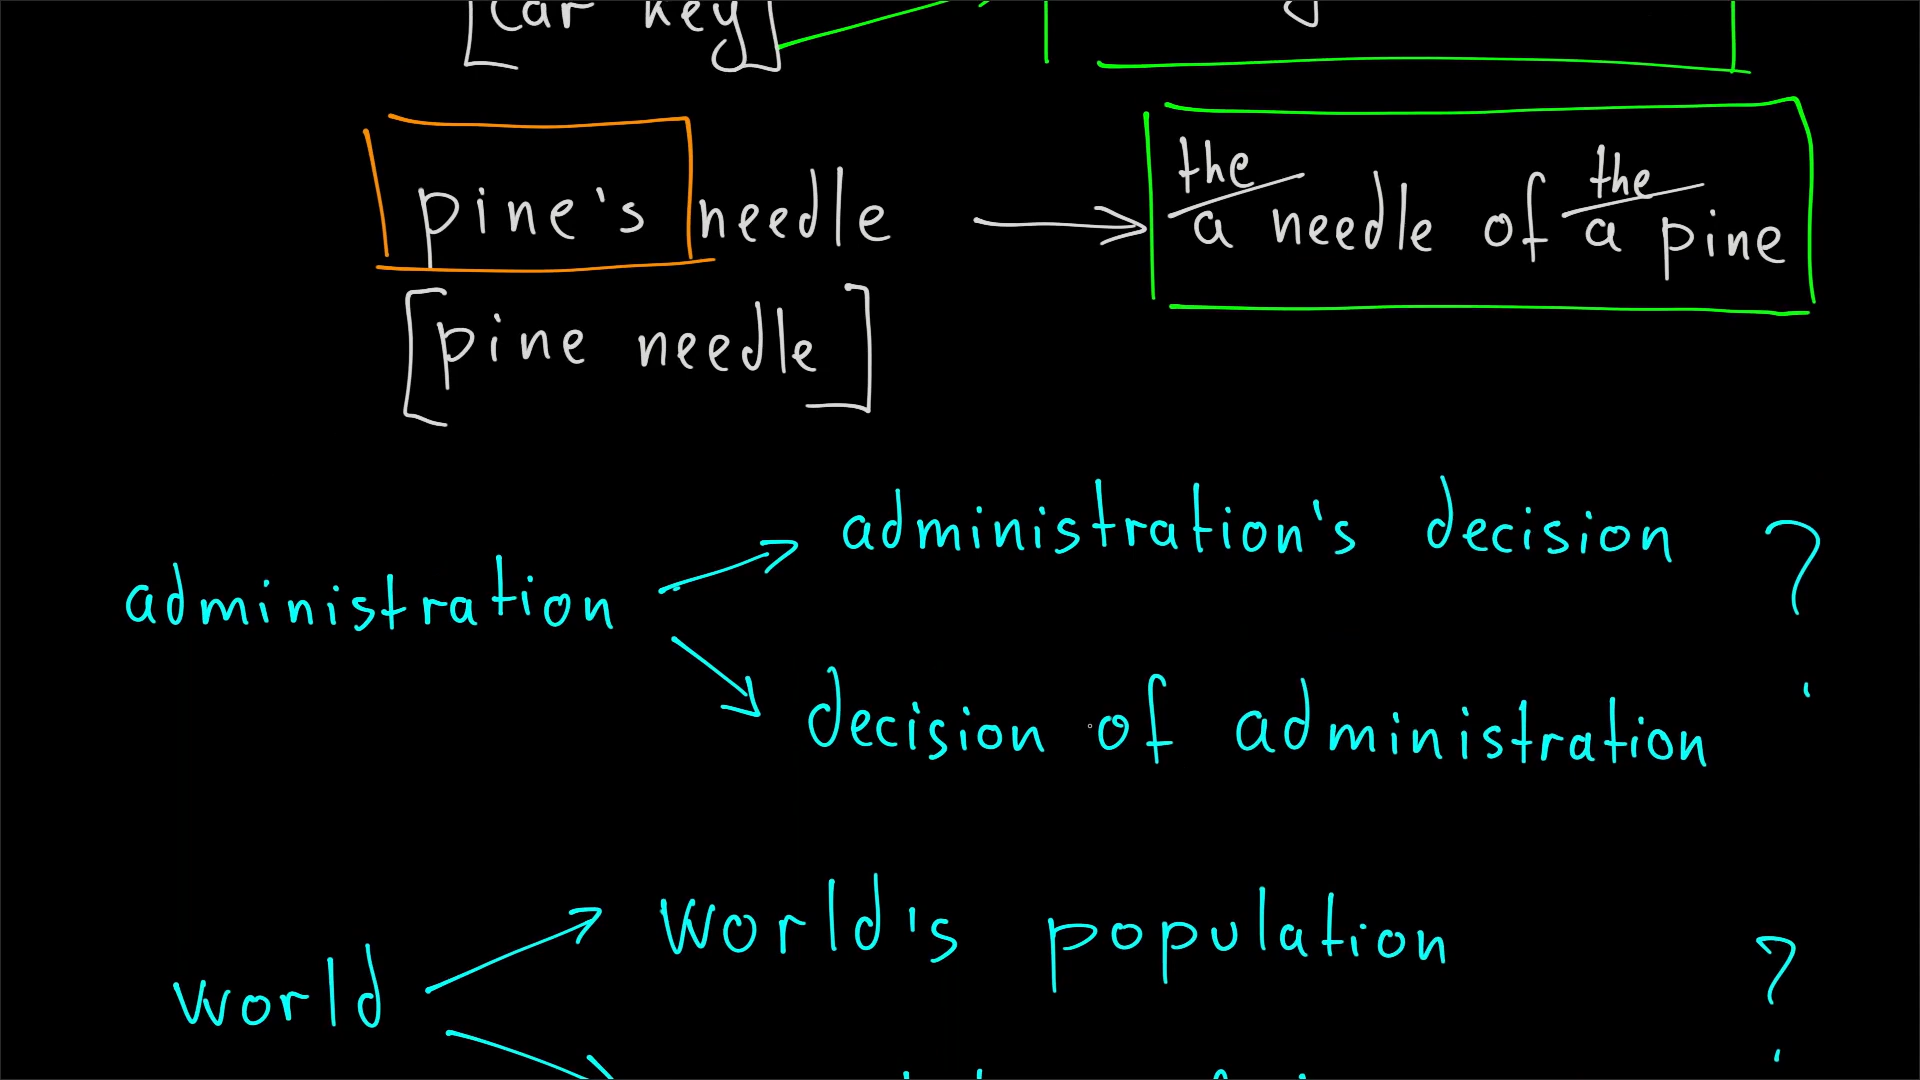 [car key]
pine's needle → the/a needle of the/a pine
[pine needle]
administration
administration's decision ?
decision of administration
world
world's population ?